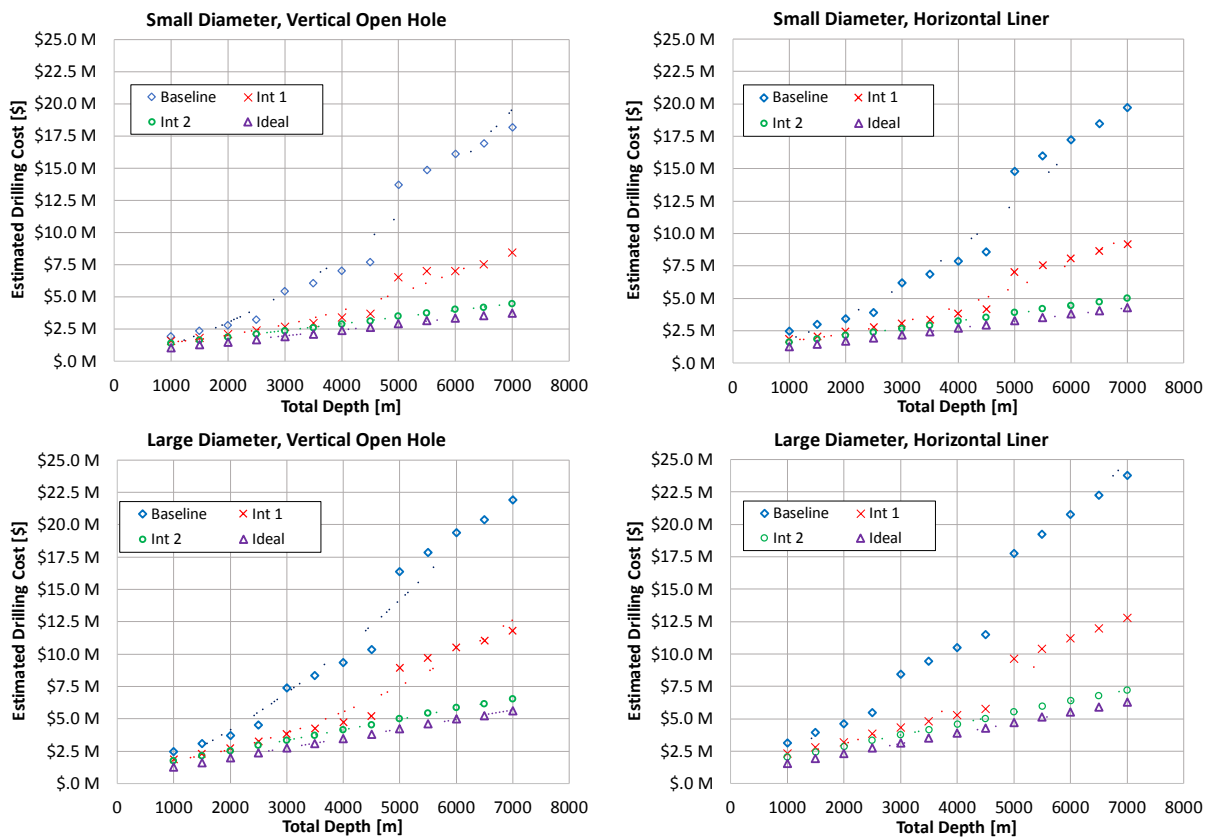 Small Diameter, Vertical Open Hole
$25.0 M
$22.5 M
$20.0 M
$17.5 M
$15.0 M
$12.5 M
$10.0 M
$7.5 M
$5.0 M
$2.5 M
$.0 M
Estimated Drilling Cost [$]
Baseline Int 1
Int 2 Ideal
0 1000 2000 3000 4000 5000 6000 7000 8000
Total Depth [m]
Small Diameter, Horizontal Liner
$25.0 M
$22.5 M
$20.0 M
$17.5 M
$15.0 M
$12.5 M
$10.0 M
$7.5 M
$5.0 M
$2.5 M
$.0 M
Estimated Drilling Cost [$]
Baseline Int 1
Int 2 Ideal
0 1000 2000 3000 4000 5000 6000 7000 8000
Total Depth [m]
Large Diameter, Vertical Open Hole
$25.0 M
$22.5 M
$20.0 M
$17.5 M
$15.0 M
$12.5 M
$10.0 M
$7.5 M
$5.0 M
$2.5 M
$.0 M
Estimated Drilling Cost [$]
Baseline Int 1
Int 2 Ideal
0 1000 2000 3000 4000 5000 6000 7000 8000
Total Depth [m]
Large Diameter, Horizontal Liner
$25.0 M
$22.5 M
$20.0 M
$17.5 M
$15.0 M
$12.5 M
$10.0 M
$7.5 M
$5.0 M
$2.5 M
$.0 M
Estimated Drilling Cost [$]
Baseline Int 1
Int 2 Ideal
0 1000 2000 3000 4000 5000 6000 7000 8000
Total Depth [m]